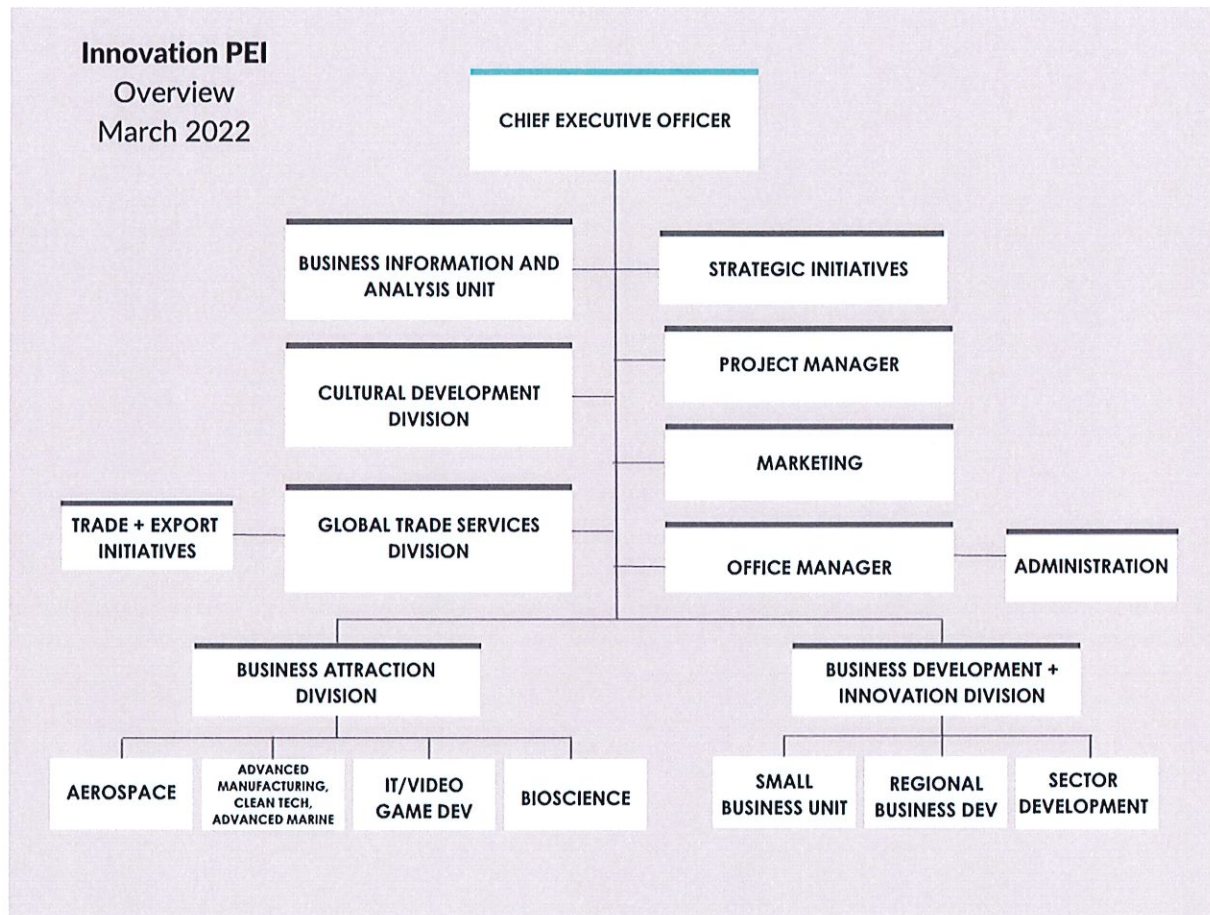 Innovation PEI
Overview
March 2022
CHIEF EXECUTIVE OFFICER
BUSINESS INFORMATION AND
ANALYSIS UNIT
STRATEGIC INITIATIVES
PROJECT MANAGER
CULTURAL DEVELOPMENT
DIVISION
MARKETING
TRADE + EXPORT
INITIATIVES
GLOBAL TRADE SERVICES
DIVISION
OFFICE MANAGER
ADMINISTRATION
BUSINESS ATTRACTION
DIVISION
BUSINESS DEVELOPMENT +
INNOVATION DIVISION
AEROSPACE
ADVANCED
MANUFACTURING,
CLEAN TECH,
ADVANCED MARINE
IT/VIDEO
GAME DEV
BIOSCIENCE
SMALL
BUSINESS UNIT
REGIONAL
BUSINESS DEV
SECTOR
DEVELOPMENT